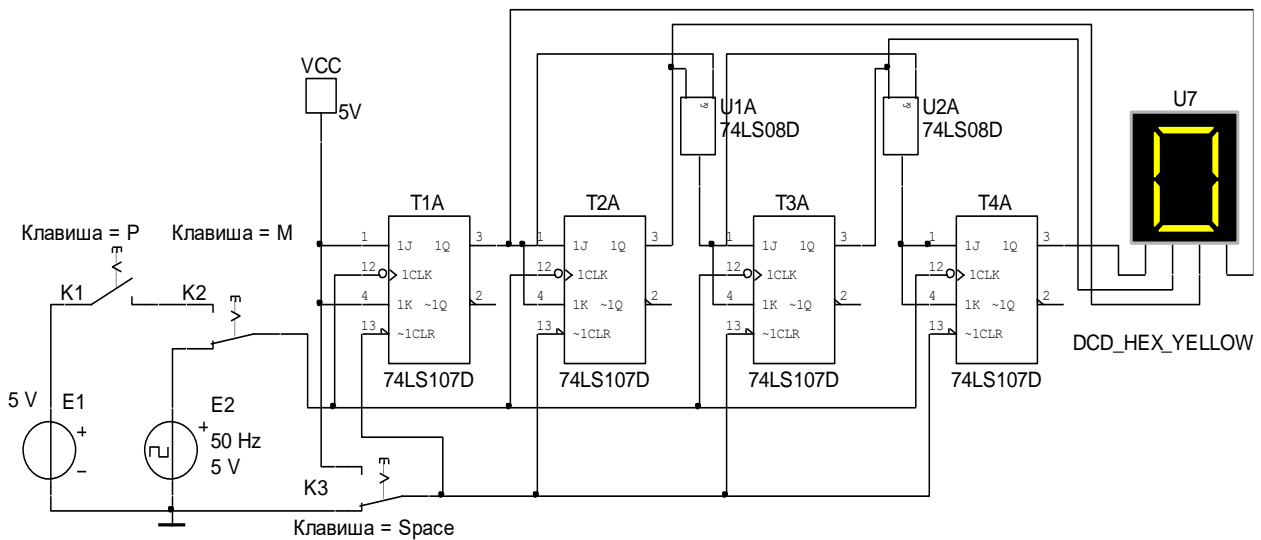 VCC
5V
U1A
74LS08D
U2A
74LS08D
U7
Клавиша = P
Клавиша = M
K1
K2
T1A
1 1J 1Q 3
12 1CLK
4 1K ~1Q 2
13 ~1CLR
74LS107D
T2A
1 1J 1Q 3
12 1CLK
4 1K ~1Q 2
13 ~1CLR
74LS107D
T3A
1 1J 1Q 3
12 1CLK
4 1K ~1Q 2
13 ~1CLR
74LS107D
T4A
1 1J 1Q 3
12 1CLK
4 1K ~1Q 2
13 ~1CLR
74LS107D
0
DCD_HEX_YELLOW
5 V
E1
+
−
E2
+
50 Hz
5 V
K3
Клавиша = Space